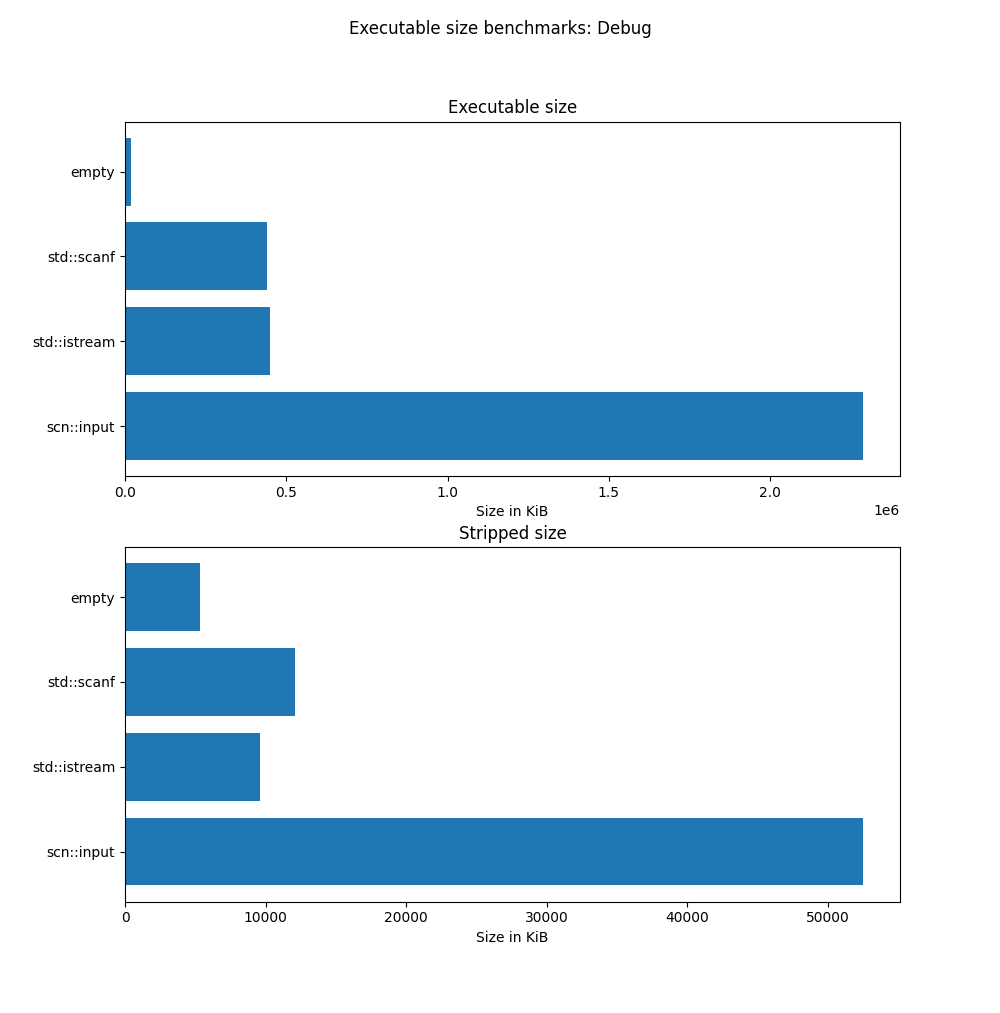 Executable size benchmarks: Debug
Executable size
empty
std::scanf
std::istream
scn::input
0.0 0.5 1.0 1.5 2.0
Size in KiB
1e6
Stripped size
empty
std::scanf
std::istream
scn::input
0 10000 20000 30000 40000 50000
Size in KiB